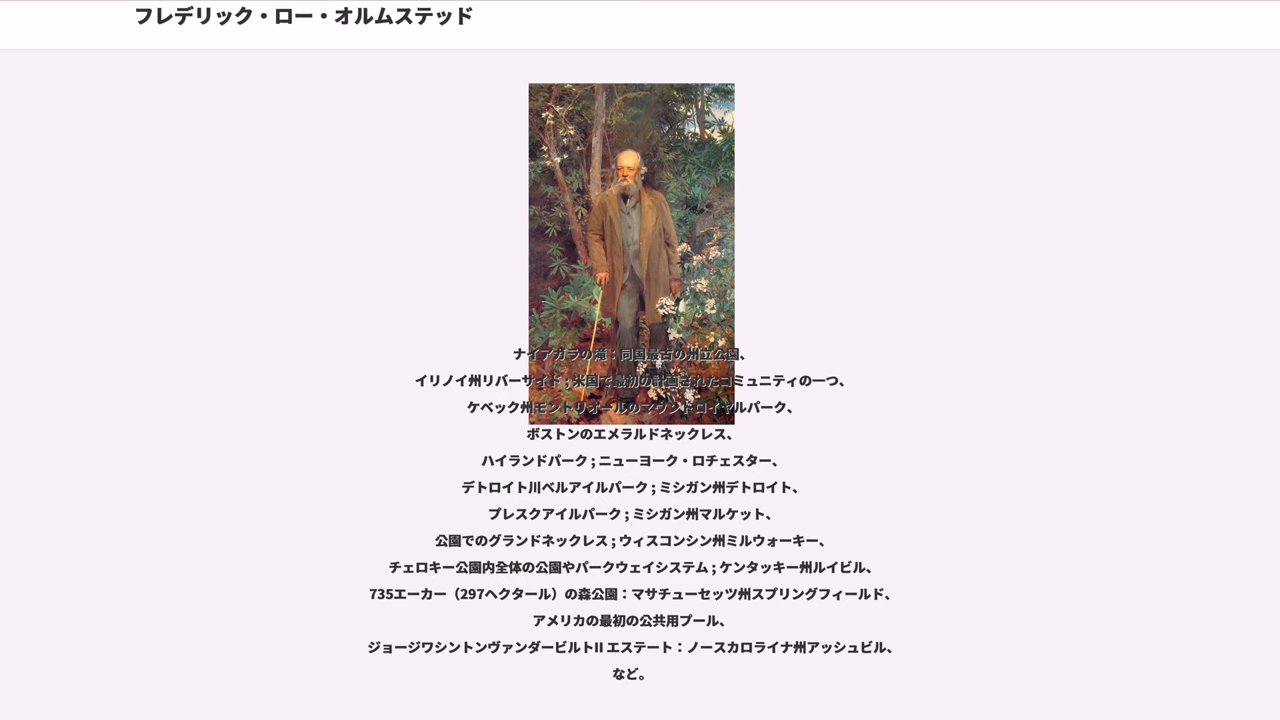 フレデリック・ロー・オルムステッド
ナイアガラの滝：同国最古の州立公園、
イリノイ州リバーサイド ; 米国で最初の計画されたコミュニティの一つ、
ケベック州モントリオールのマウントロイヤルパーク、
ボストンのエメラルドネックレス、
ハイランドパーク ; ニューヨーク・ロチェスター、
デトロイト川ベルアイルパーク ; ミシガン州デトロイト、
プレスクアイルパーク ; ミシガン州マルケット、
公園でのグランドネックレス ; ウィスコンシン州ミルウォーキー、
チェロキー公園内全体の公園やパークウェイシステム ; ケンタッキー州ルイビル、
735エーカー（297ヘクタール）の森公園：マサチューセッツ州スプリングフィールド、
アメリカの最初の公共用プール、
ジョージワシントンヴァンダービルトII エステート：ノースカロライナ州アッシュビル、
など。